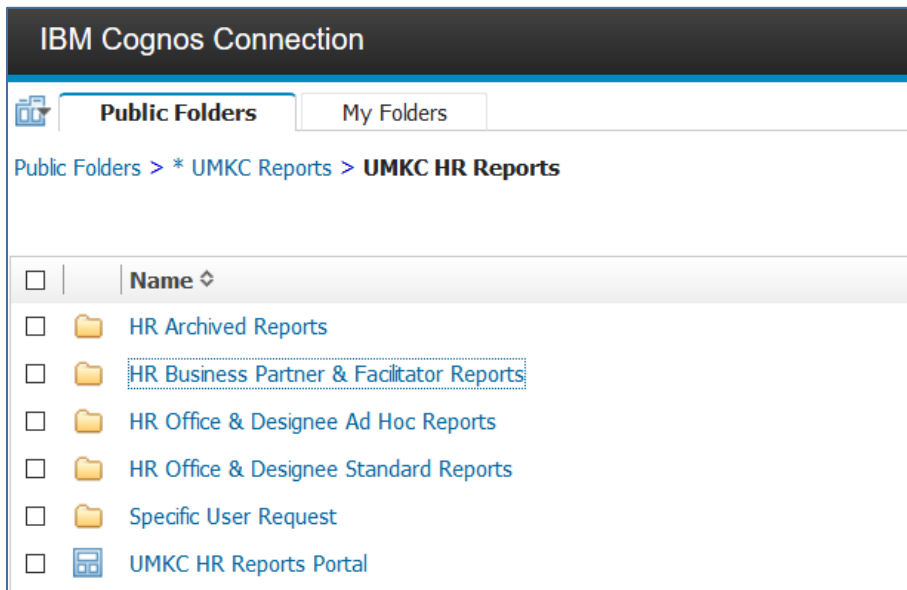 IBM Cognos Connection
Public Folders My Folders
Public Folders > * UMKC Reports > UMKC HR Reports
Name
HR Archived Reports
HR Business Partner & Facilitator Reports
HR Office & Designee Ad Hoc Reports
HR Office & Designee Standard Reports
Specific User Request
UMKC HR Reports Portal